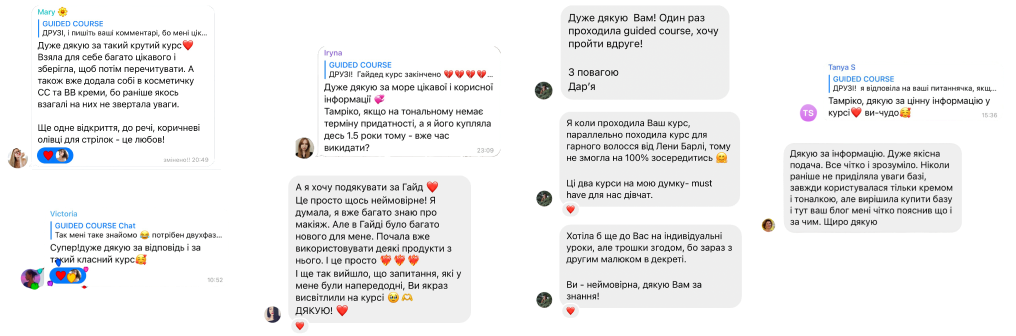 Mary 🌼
GUIDED COURSE
ДРУЗІ, і пишіть ваші комментарі, бо мені цік...
Дуже дякую за такий крутий курс❤️
Взяла для себе багато цікавого і
зберігла, щоб потім перечитувати. А
також вже додала собі в косметичку
СС та ВВ креми, бо раніше якось
взагалі на них не звертала уваги.
Ще одне відкриття, до речі, коричневі
олівці для стрілок - це любов!
змінено!! 20:49
Victoria
GUIDED COURSE Chat
Так мені таке знайомо 😂 потрібен двухфаз...
Супер!дуже дякую за відповідь і за
такий класний курс🥰
10:52
Iryna
GUIDED COURSE
ДРУЗІ! Гайдед курс закінчено 💔💔💔💔...
Дуже дякую за море цікавої і корисної
інформації 💞
Тамріко, якщо на тональному немає
терміну придатності, а я його купляла
десь 1.5 роки тому - вже час
викидати?
23:09
А я хочу подякувати за Гайд ❤️
Це просто щось неймовірне! Я
думала, я вже багато знаю про
макіяж. Але в Гайді було багато
нового для мене. Почала вже
використовувати деякі продукти з
нього. І це просто ❤️‍🔥❤️‍🔥❤️‍🔥
І ще так вийшло, що запитання, які у
мене були напередодні, Ви якраз
висвітлили на курсі 🥹🫶
ДЯКУЮ! ❤️
Дуже дякую Вам! Один раз
проходила guided course, хочу
пройти вдруге!
З повагою
Дар’я
Я коли проходила Ваш курс,
параллельно походила курс для
гарного волосся від Лени Барлі, тому
не змогла на 100% зосередитись 🤗
Ці два курси на мою думку- must
have для нас дівчат.
Хотіла б ще до Вас на індивідуальні
уроки, але трошки згодом, бо зараз з
другим малюком в декреті.
Ви - неймовірна, дякую Вам за
знання!
Tanya S
GUIDED COURSE
ДРУЗІ! я відповіла на ваші питаннячка, якщ...
Тамріко, дякую за цінну інформацію у
курсі❤️ ви-чудо🥰
15:36
TS
Дякую за інформацію. Дуже якісна
подача. Все чітко і зрозуміло. Ніколи
раніше не приділяла уваги базі,
завжди користувалася тільки кремом
і тоналкою, але вирішила купити базу
і тут ваш блог мені чітко пояснив що і
за чим. Щиро дякую